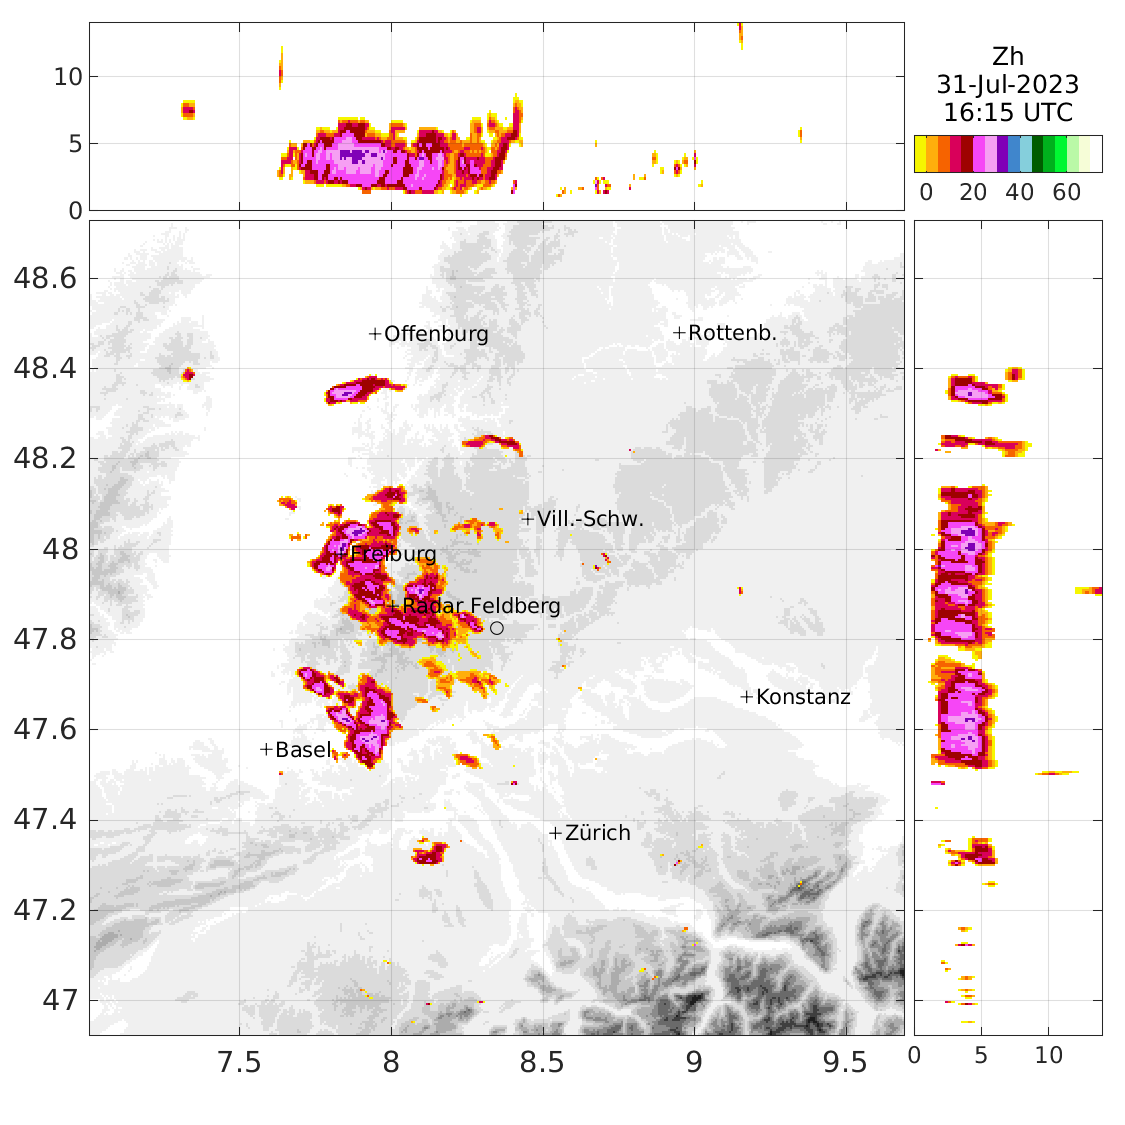 10
5
0
Zh
31-Jul-2023
16:15 UTC
0 20 40 60
48.6
48.4
48.2
48
47.8
47.6
47.4
47.2
47
+Offenburg
+Rottenb.
+Vill.-Schw.
+Freiburg
+Radar Feldberg
+Konstanz
+Basel
+Zürich
7.5 8 8.5 9 9.5
0 5 10